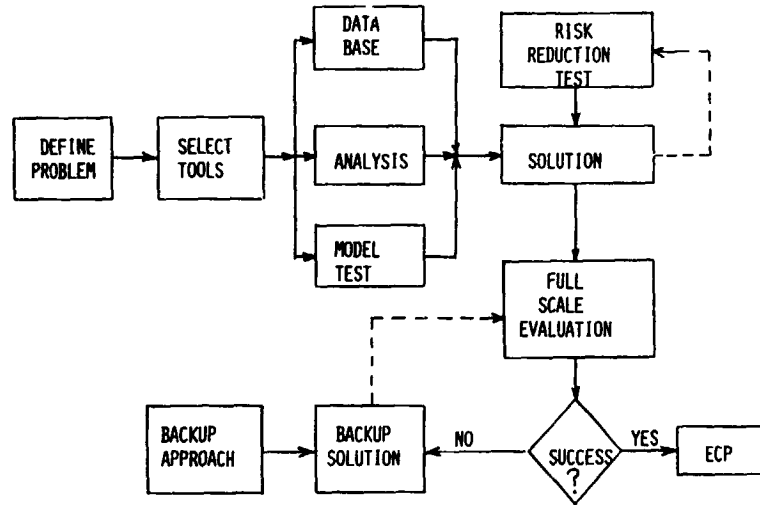 DATA
BASE
RISK
REDUCTION
TEST
DEFINE
PROBLEM
SELECT
TOOLS
ANALYSIS
SOLUTION
MODEL
TEST
FULL
SCALE
EVALUATION
BACKUP
APPROACH
BACKUP
SOLUTION
NO
SUCCESS
?
YES
ECP